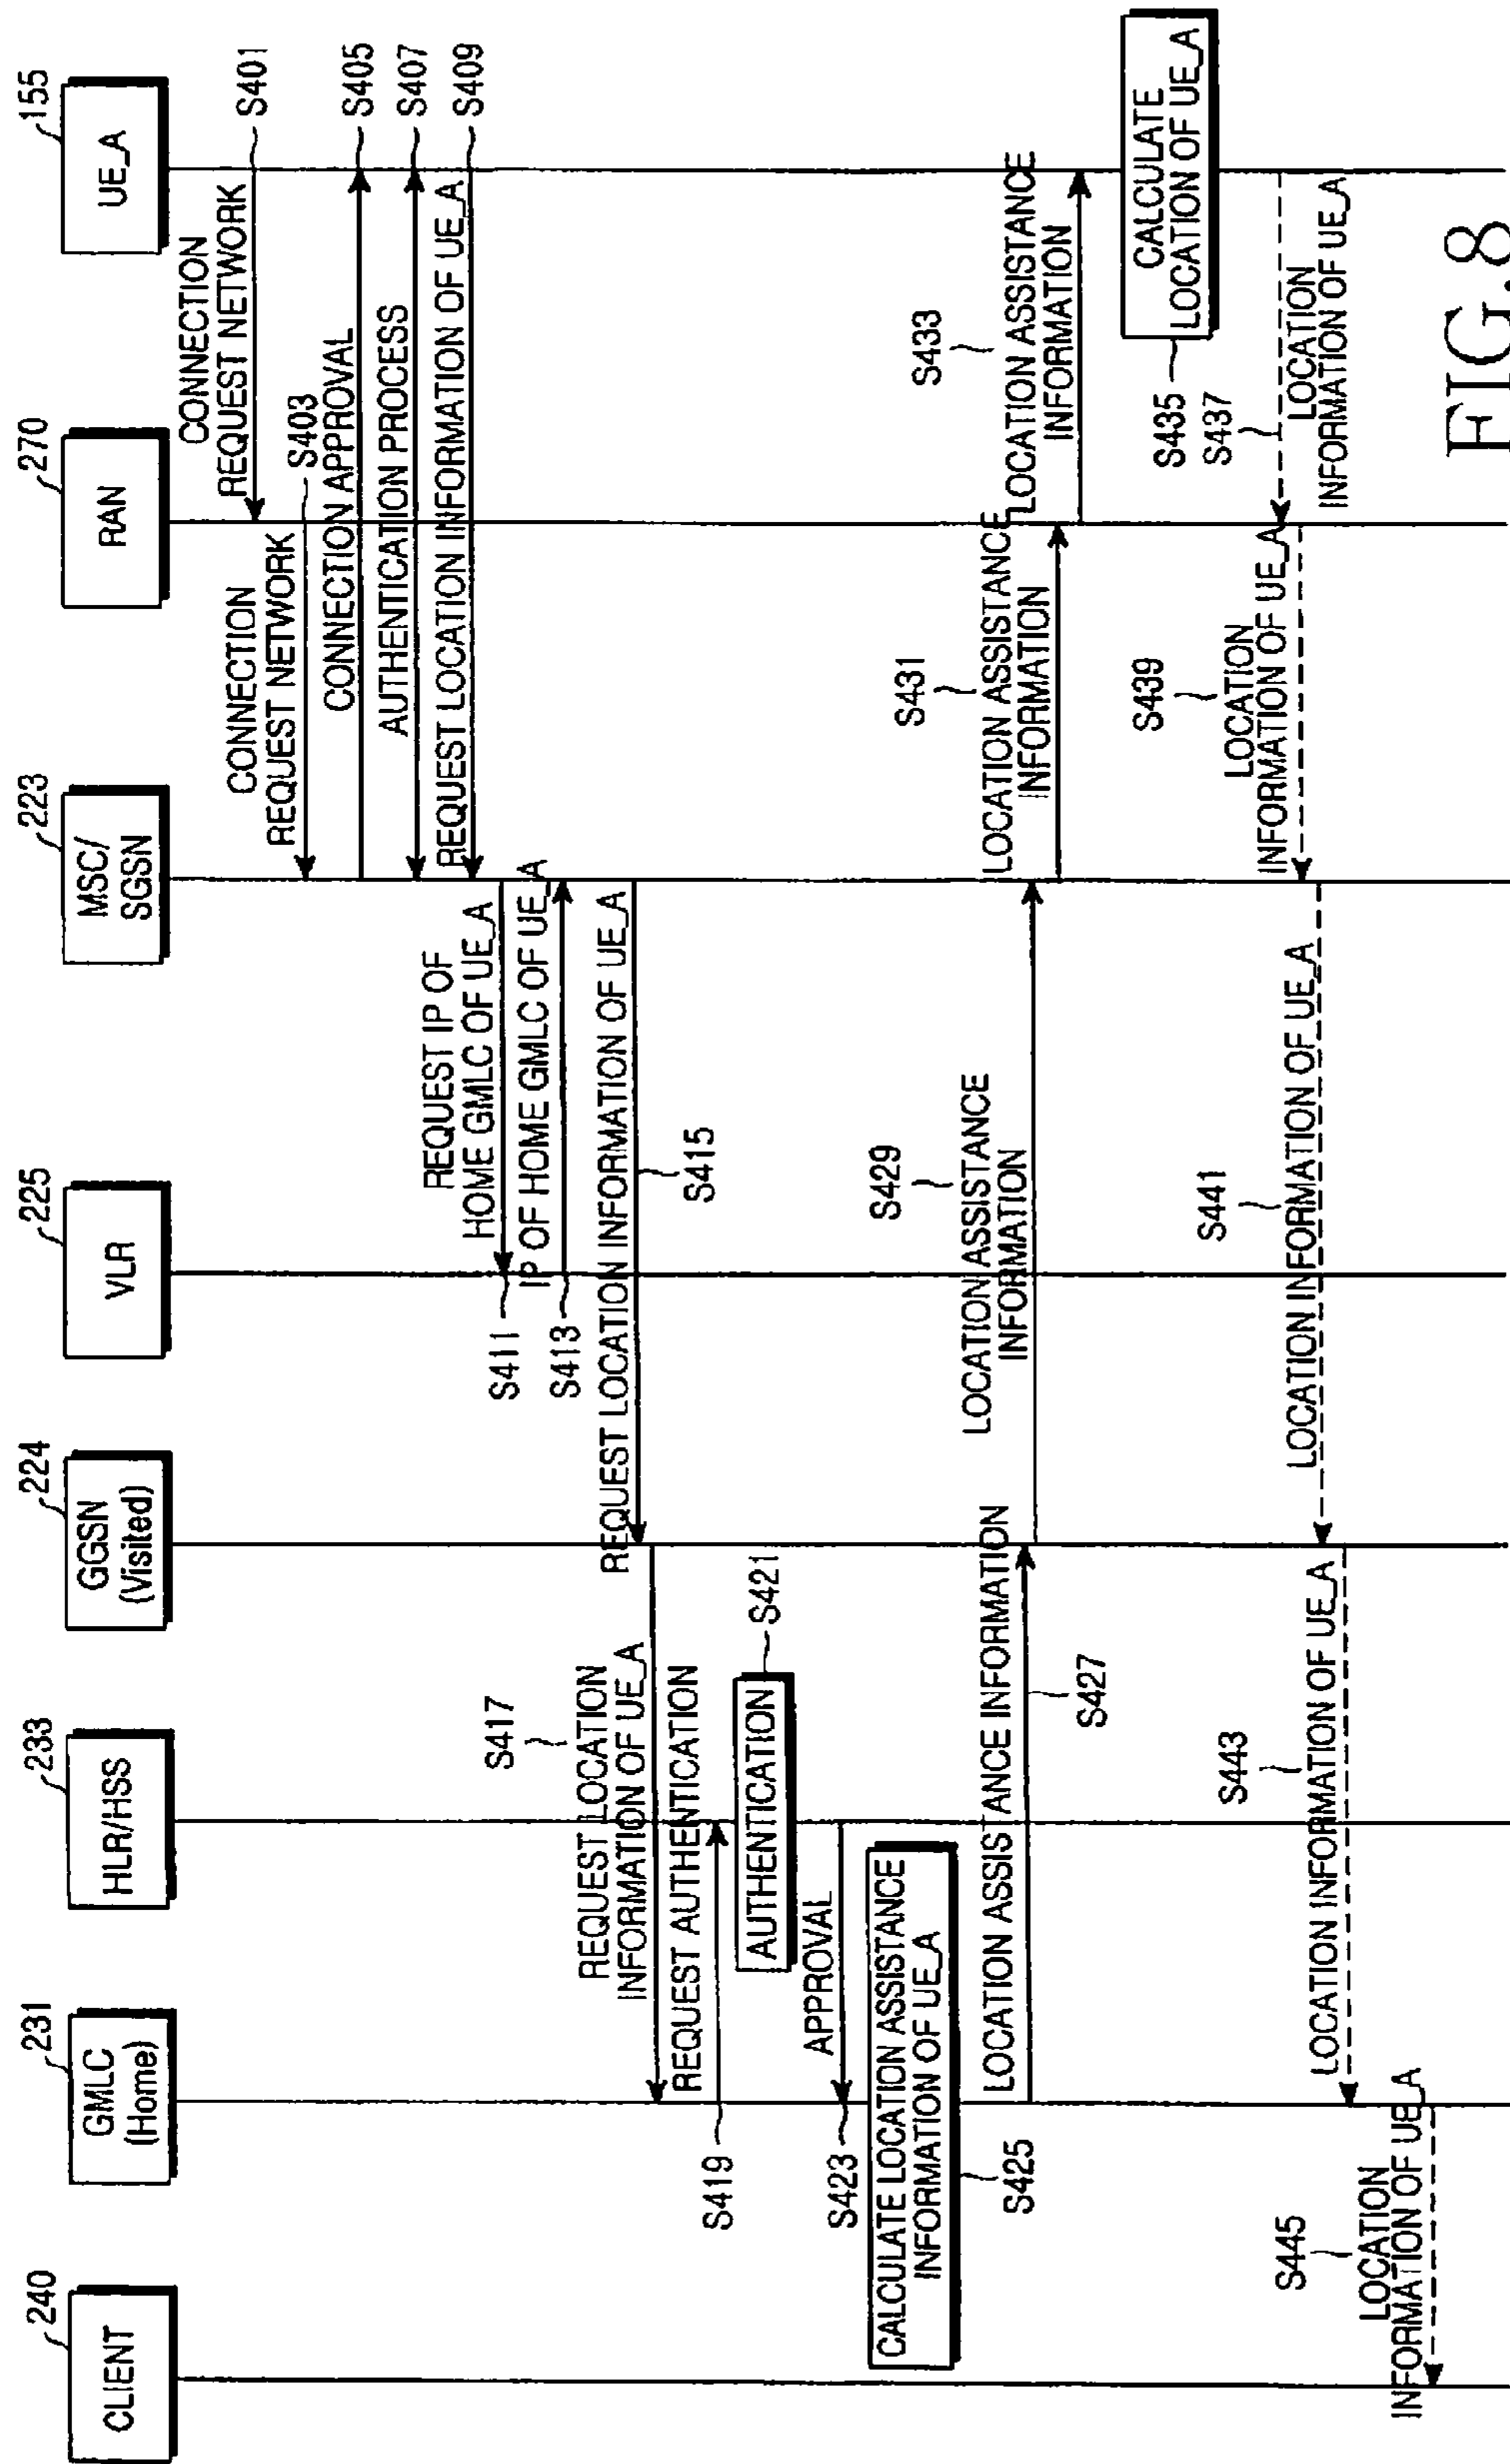 240
CLIENT
231
GMLC
(Home)
233
HLR/HSS
224
GGSN
(Visited)
225
VLR
223
MSC/
SGSN
270
RAN
155
UE_A
CONNECTION
REQUEST NETWORK
S401
CONNECTION
REQUEST NETWORK
S403
CONNECTION APPROVAL
S405
AUTHENTICATION PROCESS
S407
REQUEST LOCATION INFORMATION OF UE_A
S409
REQUEST IP OF
HOME GMLC OF UE_A
S411
IP OF HOME GMLC OF UE_A
S413
REQUEST LOCATION INFORMATION OF UE_A
S415
S417
REQUEST LOCATION
INFORMATION OF UE_A
REQUEST AUTHENTICATION
S419
AUTHENTICATION
S421
APPROVAL
S423
CALCULATE LOCATION ASSISTANCE
INFORMATION OF UE_A
S425
LOCATION ASSISTANCE INFORMATION
S427
S429
LOCATION ASSISTANCE
INFORMATION
S431
LOCATION ASSISTANCE
INFORMATION
S433
LOCATION ASSISTANCE
INFORMATION
CALCULATE
LOCATION OF UE_A
S435
S437
LOCATION
INFORMATION OF UE_A
S439
LOCATION
INFORMATION OF UE_A
S441
LOCATION INFORMATION OF UE_A
S443
LOCATION INFORMATION OF UE_A
S445
LOCATION
INFORMATION OF UE_A
FIG.8